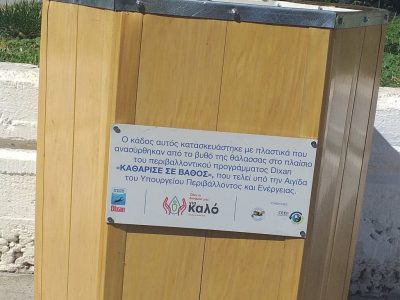 Ο κάδος αυτός κατασκευάστηκε με πλαστικά που
ανασύρθηκαν από το βυθό της θάλασσας στο πλαίσιο
του περιβαλλοντικού προγράμματος Dixan
«ΚΑΘΑΡΙΣΕ ΣΕ ΒΑΘΟΣ», που τελεί υπό την Αιγίδα
του Υπουργείου Περιβάλλοντος και Ενέργειας.
Dixan
καλό